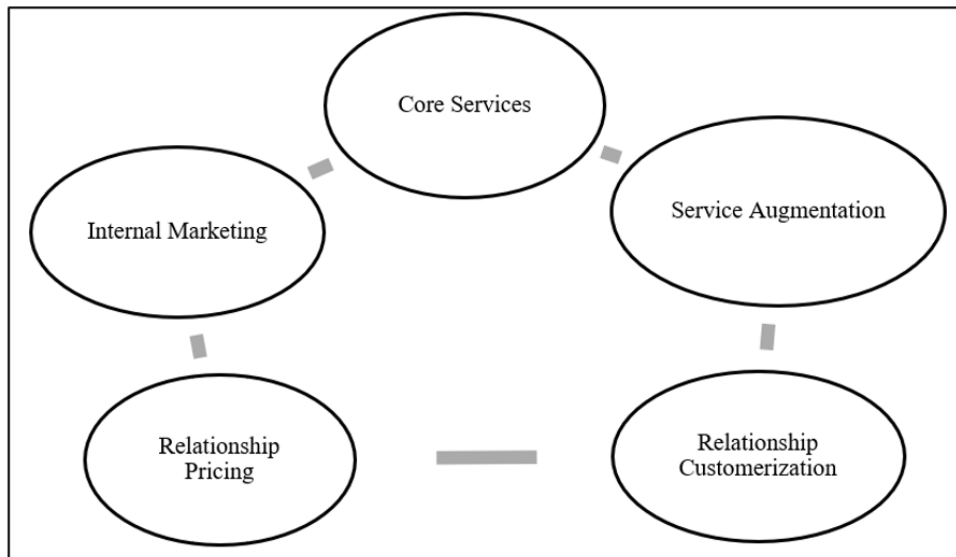 Core Services
Service Augmentation
Internal Marketing
Relationship
Pricing
Relationship
Customerization